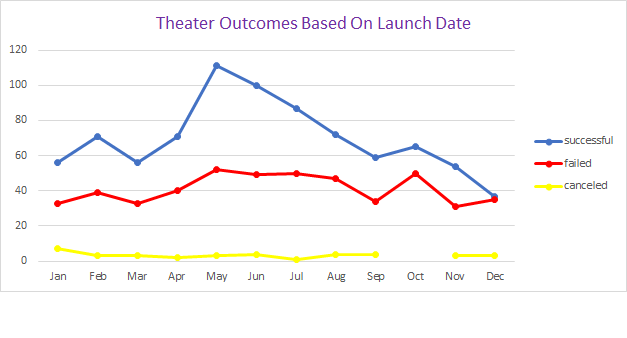 Theater Outcomes Based On Launch Date
120
100
80
60
40
20
0
Jan Feb Mar Apr May Jun Jul Aug Sep Oct Nov Dec
successful
failed
canceled